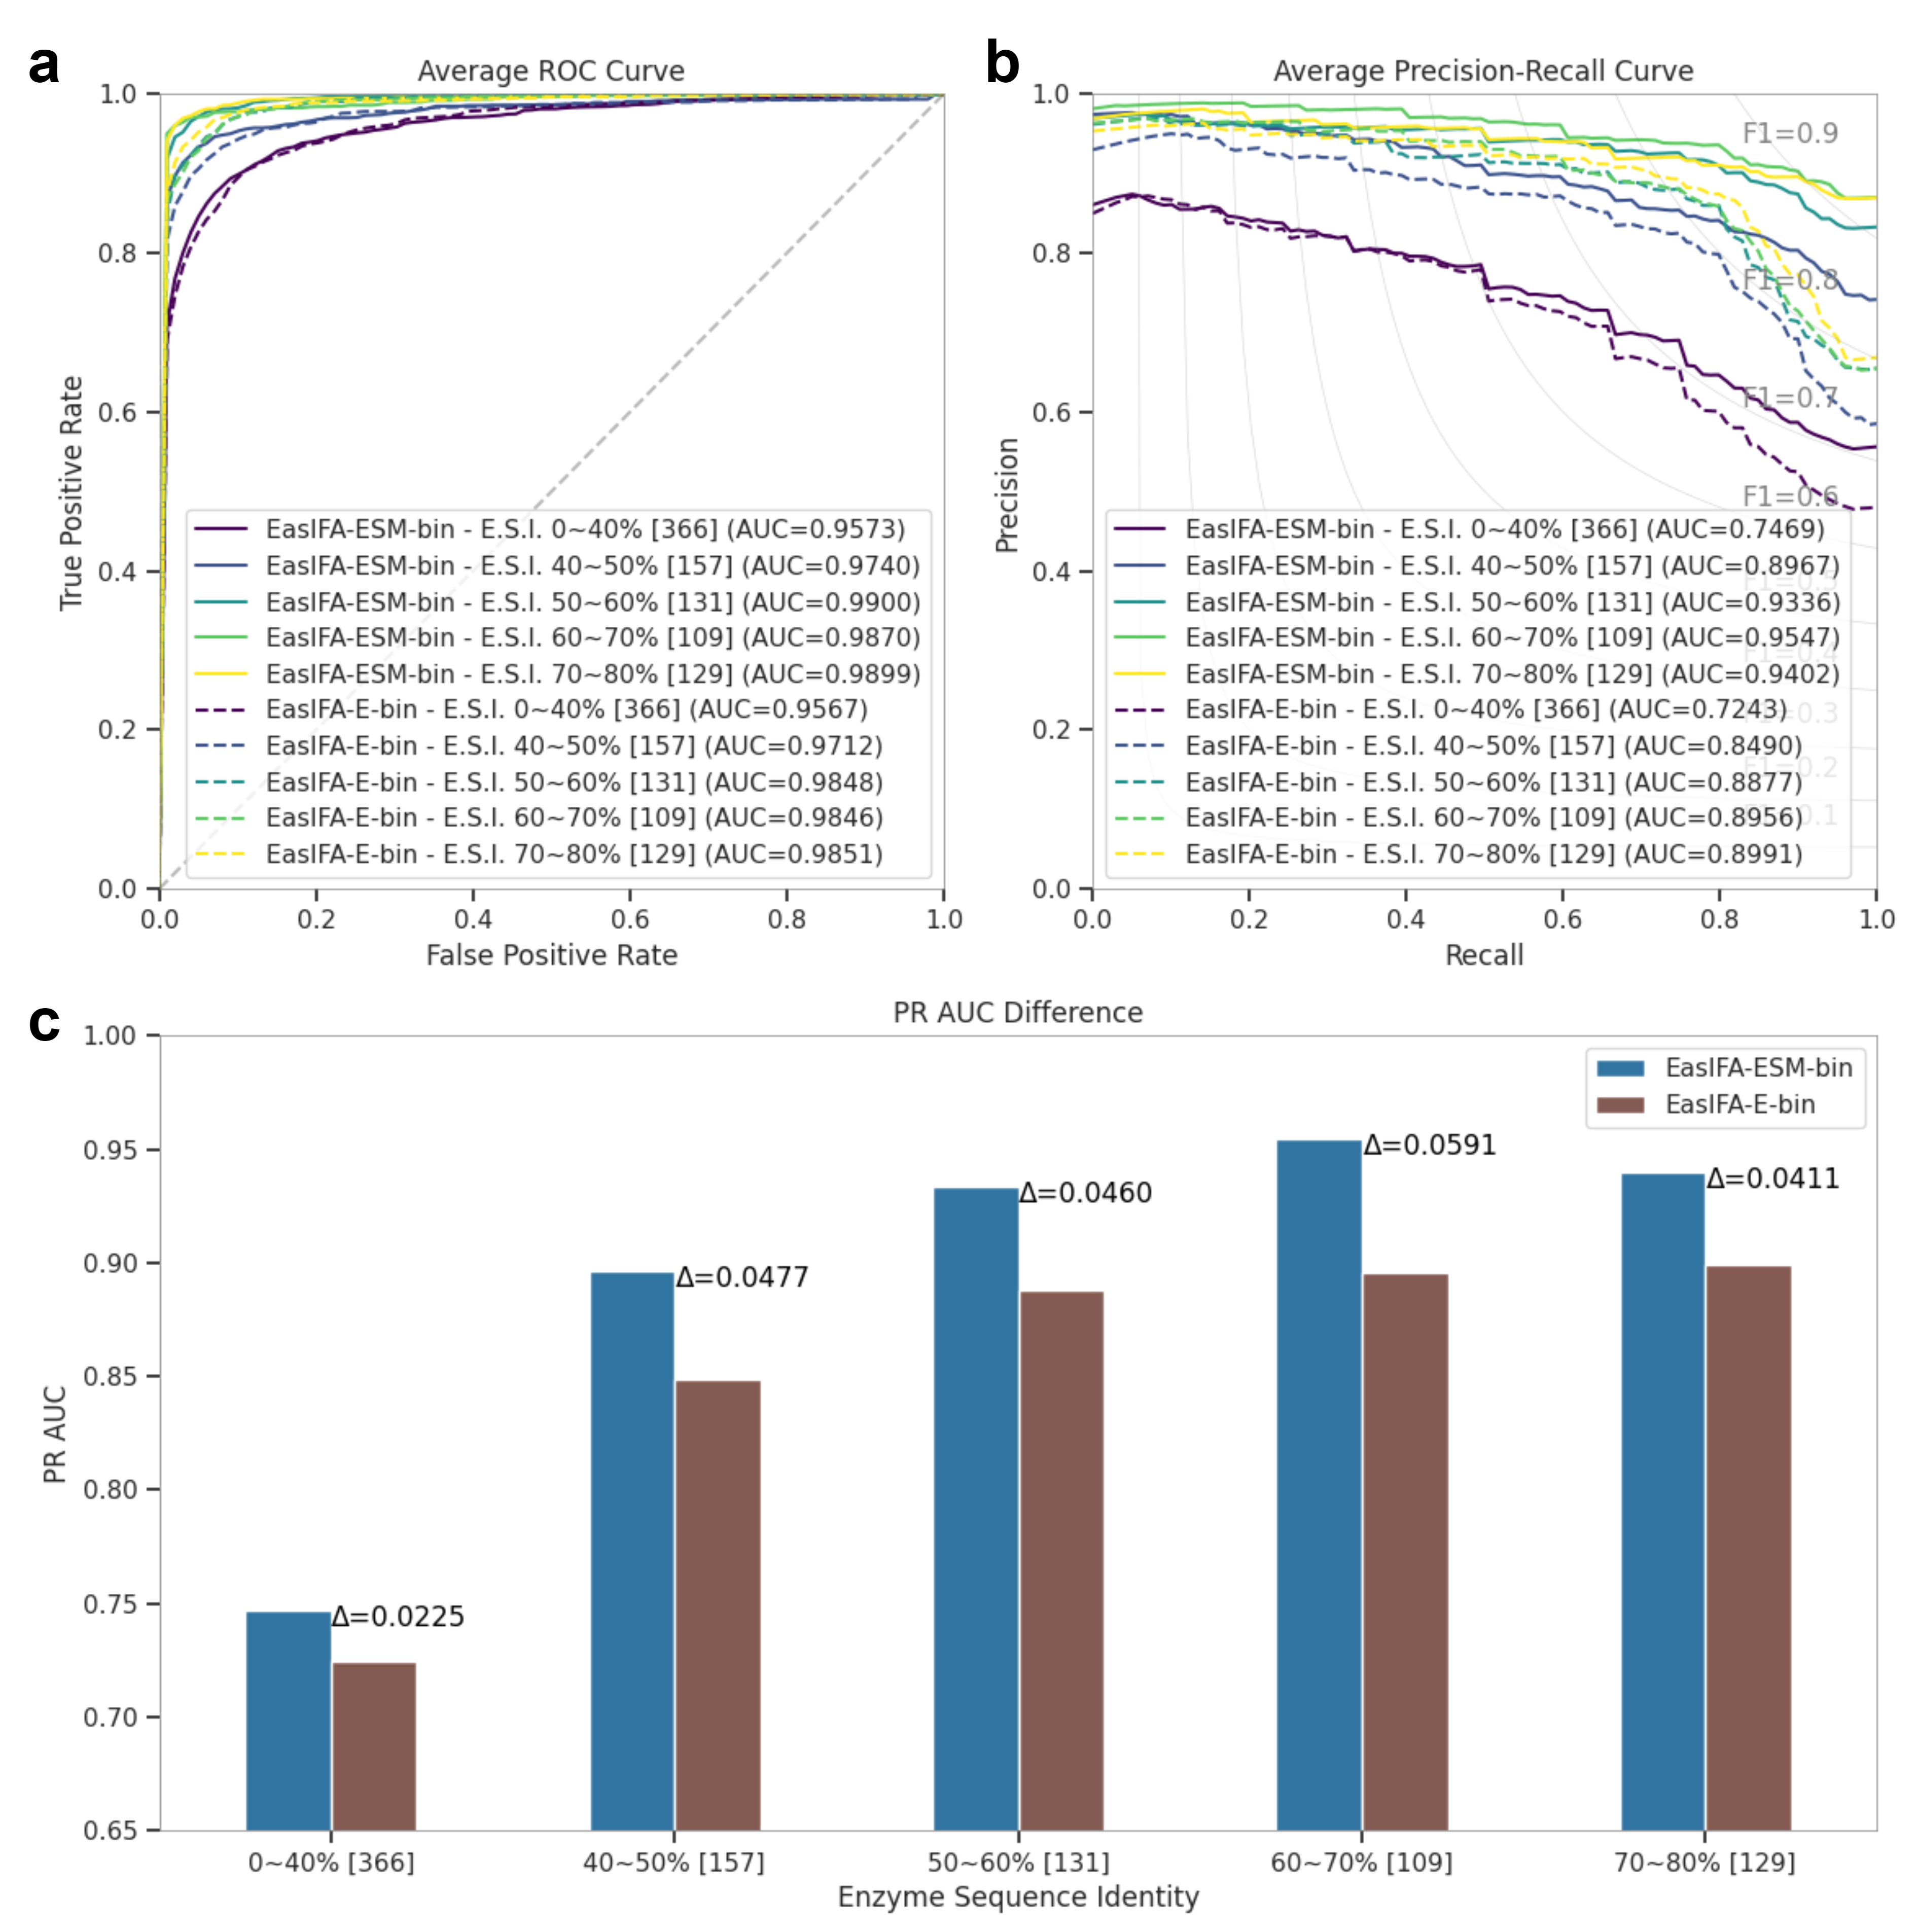 a
Average ROC Curve
True Positive Rate
1.0
0.8
0.6
0.4
0.2
0.0
EasIFA-ESM-bin - E.S.I. 0~40% [366] (AUC=0.9573)
EasIFA-ESM-bin - E.S.I. 40~50% [157] (AUC=0.9740)
EasIFA-ESM-bin - E.S.I. 50~60% [131] (AUC=0.9900)
EasIFA-ESM-bin - E.S.I. 60~70% [109] (AUC=0.9870)
EasIFA-ESM-bin - E.S.I. 70~80% [129] (AUC=0.9899)
EasIFA-E-bin - E.S.I. 0~40% [366] (AUC=0.9567)
EasIFA-E-bin - E.S.I. 40~50% [157] (AUC=0.9712)
EasIFA-E-bin - E.S.I. 50~60% [131] (AUC=0.9848)
EasIFA-E-bin - E.S.I. 60~70% [109] (AUC=0.9846)
EasIFA-E-bin - E.S.I. 70~80% [129] (AUC=0.9851)
0.0 0.2 0.4 0.6 0.8 1.0
False Positive Rate
b
Average Precision-Recall Curve
Precision
1.0
0.8
0.6
0.4
0.2
0.0
F1=0.9
F1=0.8
F1=0.7
F1=0.6
F1=0.5
F1=0.4
F1=0.3
F1=0.2
F1=0.1
EasIFA-ESM-bin - E.S.I. 0~40% [366] (AUC=0.7469)
EasIFA-ESM-bin - E.S.I. 40~50% [157] (AUC=0.8967)
EasIFA-ESM-bin - E.S.I. 50~60% [131] (AUC=0.9336)
EasIFA-ESM-bin - E.S.I. 60~70% [109] (AUC=0.9547)
EasIFA-ESM-bin - E.S.I. 70~80% [129] (AUC=0.9402)
EasIFA-E-bin - E.S.I. 0~40% [366] (AUC=0.7243)
EasIFA-E-bin - E.S.I. 40~50% [157] (AUC=0.8490)
EasIFA-E-bin - E.S.I. 50~60% [131] (AUC=0.8877)
EasIFA-E-bin - E.S.I. 60~70% [109] (AUC=0.8956)
EasIFA-E-bin - E.S.I. 70~80% [129] (AUC=0.8991)
0.0 0.2 0.4 0.6 0.8 1.0
Recall
c
PR AUC Difference
PR AUC
1.00
0.95
0.90
0.85
0.80
0.75
0.70
0.65
EasIFA-ESM-bin
EasIFA-E-bin
Δ=0.0225
Δ=0.0477
Δ=0.0460
Δ=0.0591
Δ=0.0411
0~40% [366] 40~50% [157] 50~60% [131] 60~70% [109] 70~80% [129]
Enzyme Sequence Identity